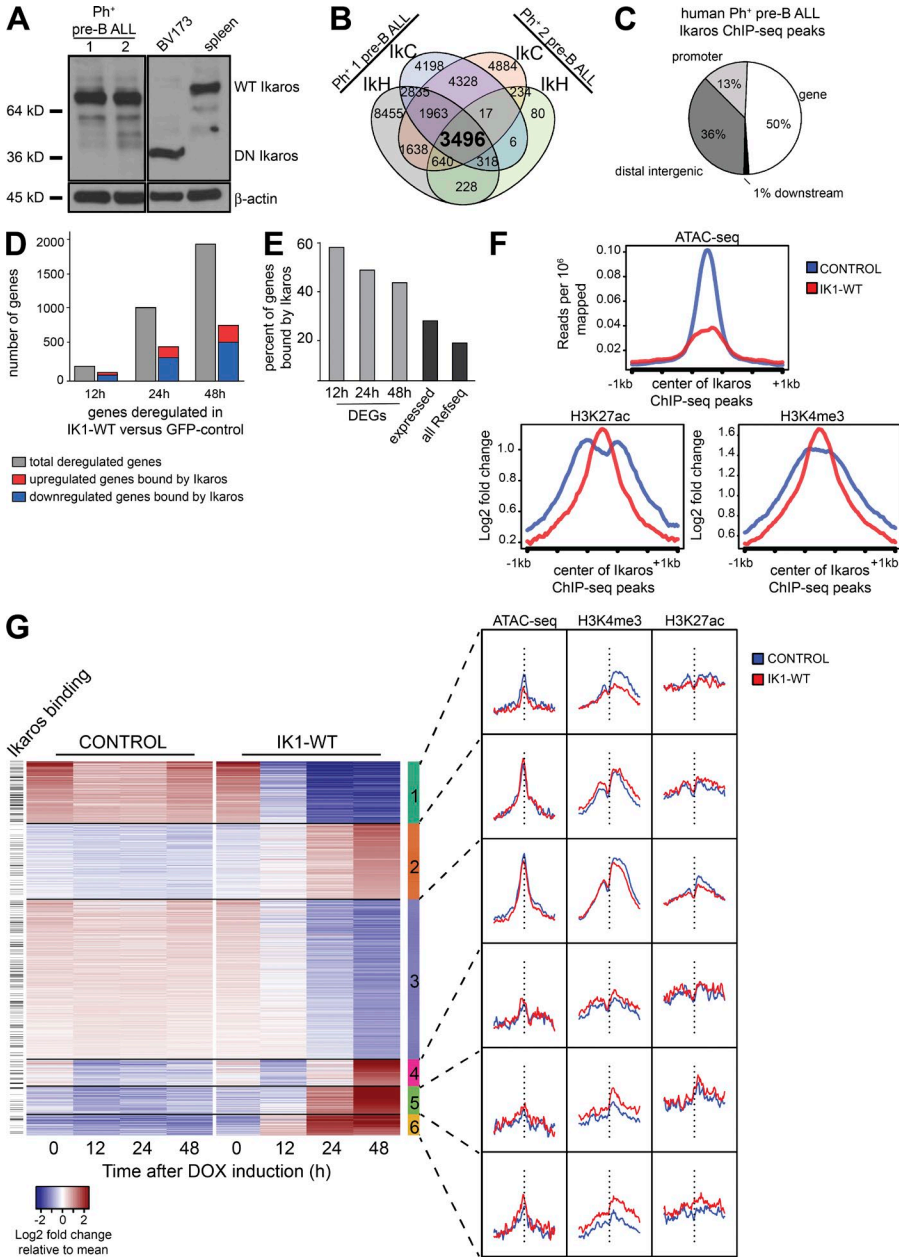 A
Ph+
pre-B ALL
1 2
BV173
spleen
WT Ikaros
64 kD
DN Ikaros
36 kD
45 kD
β-actin
B
Ph+ 1 pre-B ALL
Ph+ 2 pre-B ALL
IkC
IkC
IkH
IkH
4198
4884
4328
2835
234
8455
1963
17
80
3496
6
1638
640
318
228
C
human Ph+ pre-B ALL
Ikaros ChIP-seq peaks
promoter
13%
gene
50%
36%
distal intergenic
1% downstream
D
number of genes
2000
1500
1000
500
0
12h 24h 48h
genes deregulated in
IK1-WT versus GFP-control
total deregulated genes
upregulated genes bound by Ikaros
downregulated genes bound by Ikaros
E
percent of genes
bound by Ikaros
60
40
20
12h
24h
48h
DEGs
expressed
all Refseq
F
ATAC-seq
Reads per 10^6
mapped
0.10
0.08
0.06
0.04
0.02
-1kb
center of Ikaros
ChIP-seq peaks
+1kb
CONTROL
IK1-WT
H3K27ac
Log2 fold change
1.0
0.6
0.2
-1kb
center of Ikaros
ChIP-seq peaks
+1kb
H3K4me3
Log2 fold change
1.6
1.2
0.8
0.6
-1kb
center of Ikaros
ChIP-seq peaks
+1kb
G
Ikaros binding
CONTROL
IK1-WT
1
2
3
4
5
6
0 12 24 48 0 12 24 48
Time after DOX induction (h)
-2 0 2
Log2 fold change
relative to mean
ATAC-seq
H3K4me3
H3K27ac
CONTROL
IK1-WT